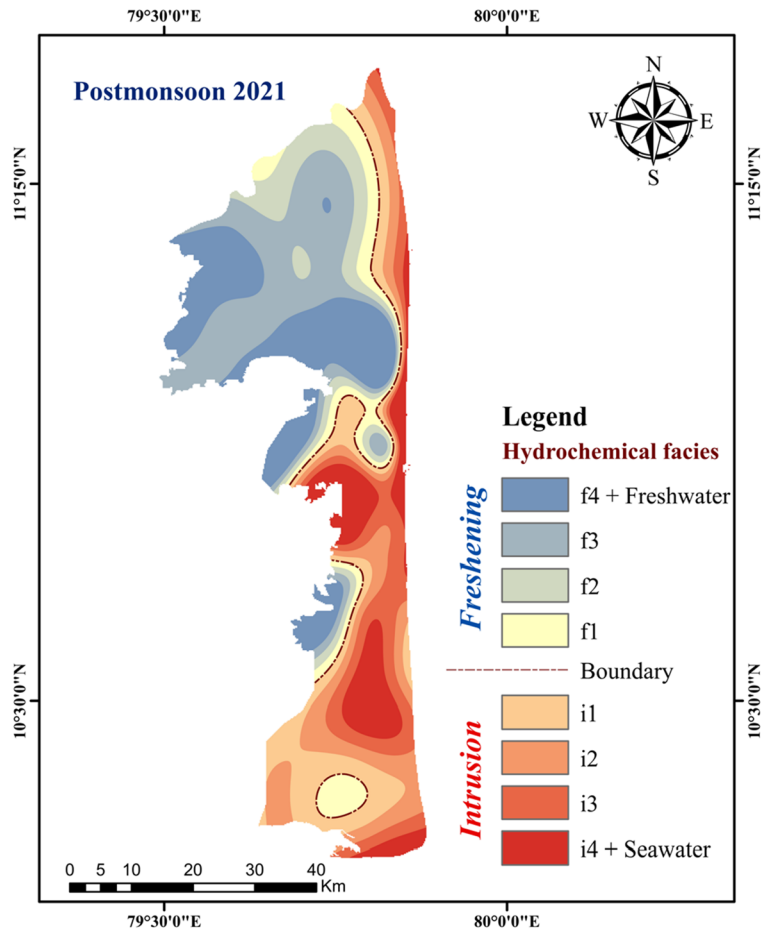 79°30'0"E 80°0'0"E
Postmonsoon 2021
N
W E
S
11°15'0"N 11°15'0"N
Legend
Hydrochemical facies
Freshening
f4 + Freshwater
f3
f2
f1
Boundary
10°30'0"N 10°30'0"N
Intrusion
i1
i2
i3
i4 + Seawater
0 5 10 20 30 40
Km
79°30'0"E 80°0'0"E